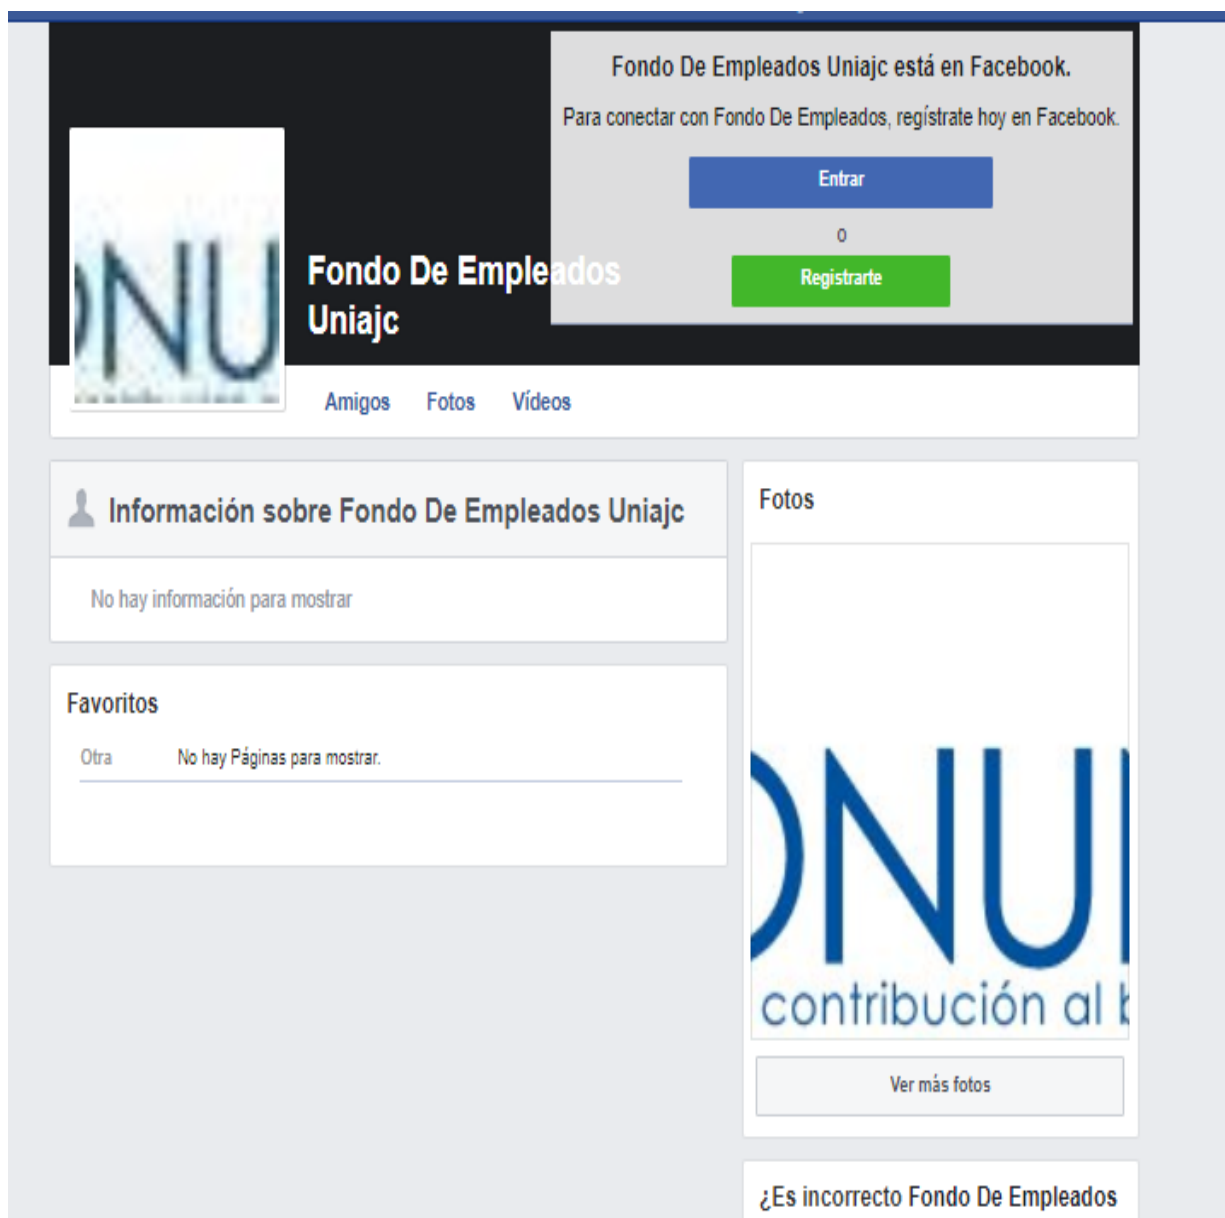 Fondo De Empleados Uniajc está en Facebook.
Para conectar con Fondo De Empleados, regístrate hoy en Facebook.
Entrar
o
Registrarte
ONU
Fondo De Empleados
Uniajc
Amigos Fotos Vídeos
Información sobre Fondo De Empleados Uniajc
No hay información para mostrar
Favoritos
Otra No hay Páginas para mostrar.
Fotos
ONU
contribución al
Ver más fotos
¿Es incorrecto Fondo De Empleados